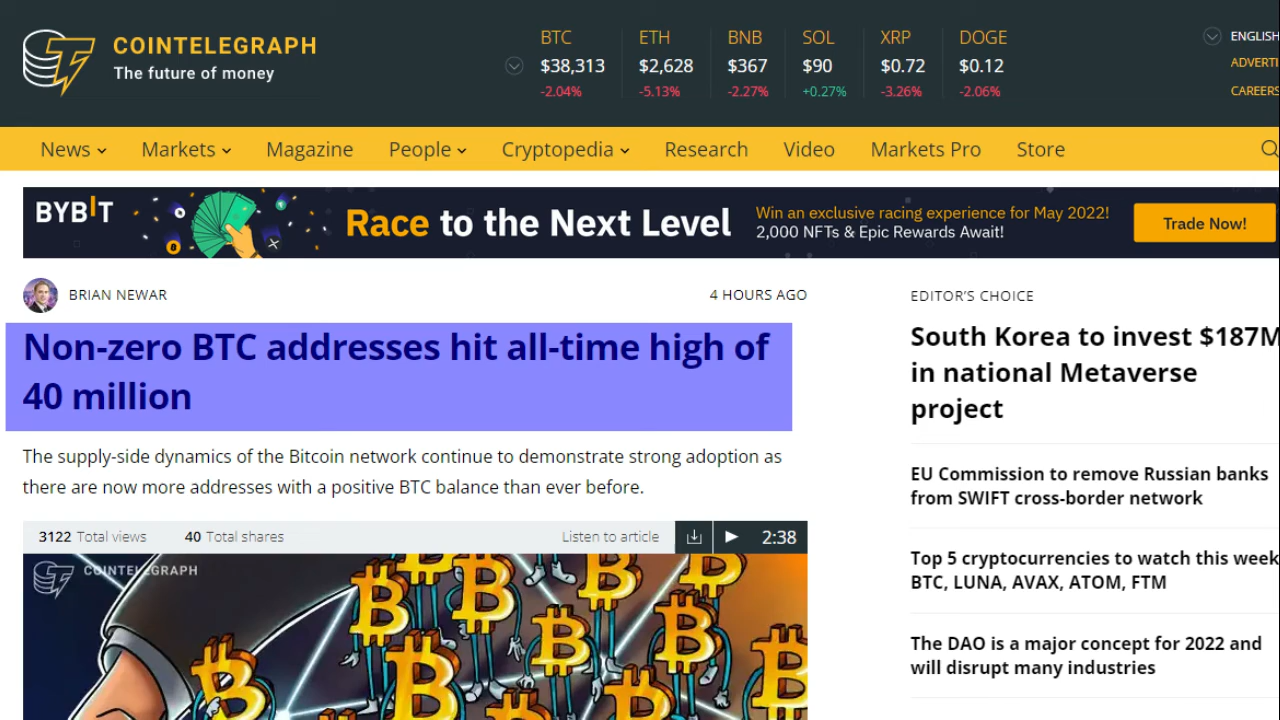 COINTELEGRAPH
The future of money
BTC
$38,313
-2.04%
ETH
$2,628
-5.13%
BNB
$367
-2.27%
SOL
$90
+0.27%
XRP
$0.72
-3.26%
DOGE
$0.12
-2.06%
ENGLISH
ADVERTI
CAREERS
News Markets Magazine People Cryptopedia Research Video Markets Pro Store
BYBIT
Race to the Next Level
Win an exclusive racing experience for May 2022!
2,000 NFTs & Epic Rewards Await!
Trade Now!
BRIAN NEWAR
4 HOURS AGO
Non-zero BTC addresses hit all-time high of
40 million
The supply-side dynamics of the Bitcoin network continue to demonstrate strong adoption as
there are now more addresses with a positive BTC balance than ever before.
3122 Total views 40 Total shares Listen to article 2:38
COINTELEGRAPH
EDITOR'S CHOICE
South Korea to invest $187M
in national Metaverse
project
EU Commission to remove Russian banks
from SWIFT cross-border network
Top 5 cryptocurrencies to watch this week
BTC, LUNA, AVAX, ATOM, FTM
The DAO is a major concept for 2022 and
will disrupt many industries